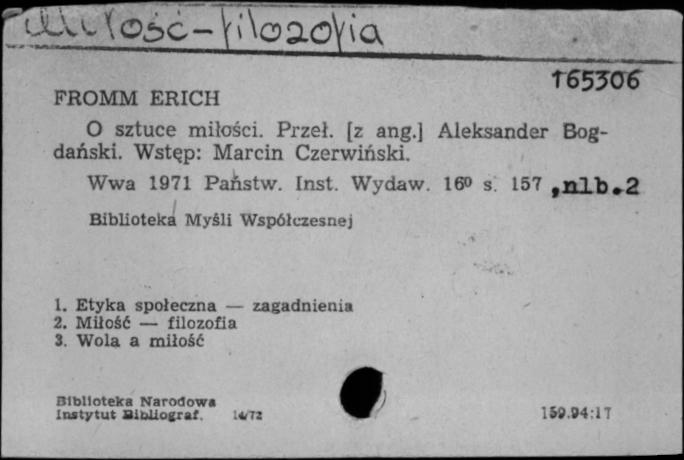 Miłość - filozofia
165306
FROMM ERICH
O sztuce miłości. Przeł. [z ang.] Aleksander Bog-
dański. Wstęp: Marcin Czerwiński.
Wwa 1971 Państw. Inst. Wydaw. 16⁰ s. 157 ,nlb.2
Biblioteka Myśli Współczesnej
1. Etyka społeczna — zagadnienia
2. Miłość — filozofia
3. Wola a miłość
Biblioteka Narodowa
Instytut Bibliograf. 14/72
159.94:17